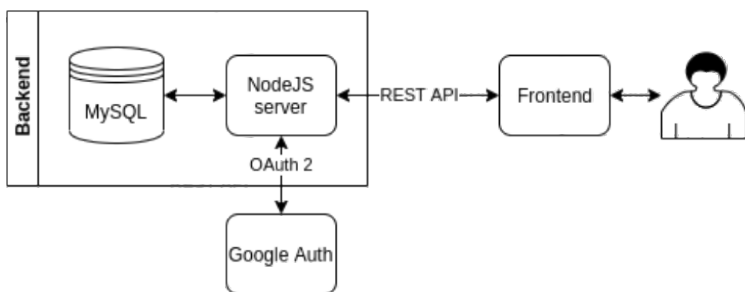 Backend
MySQL
NodeJS
server
REST API
Frontend
OAuth 2
Google Auth